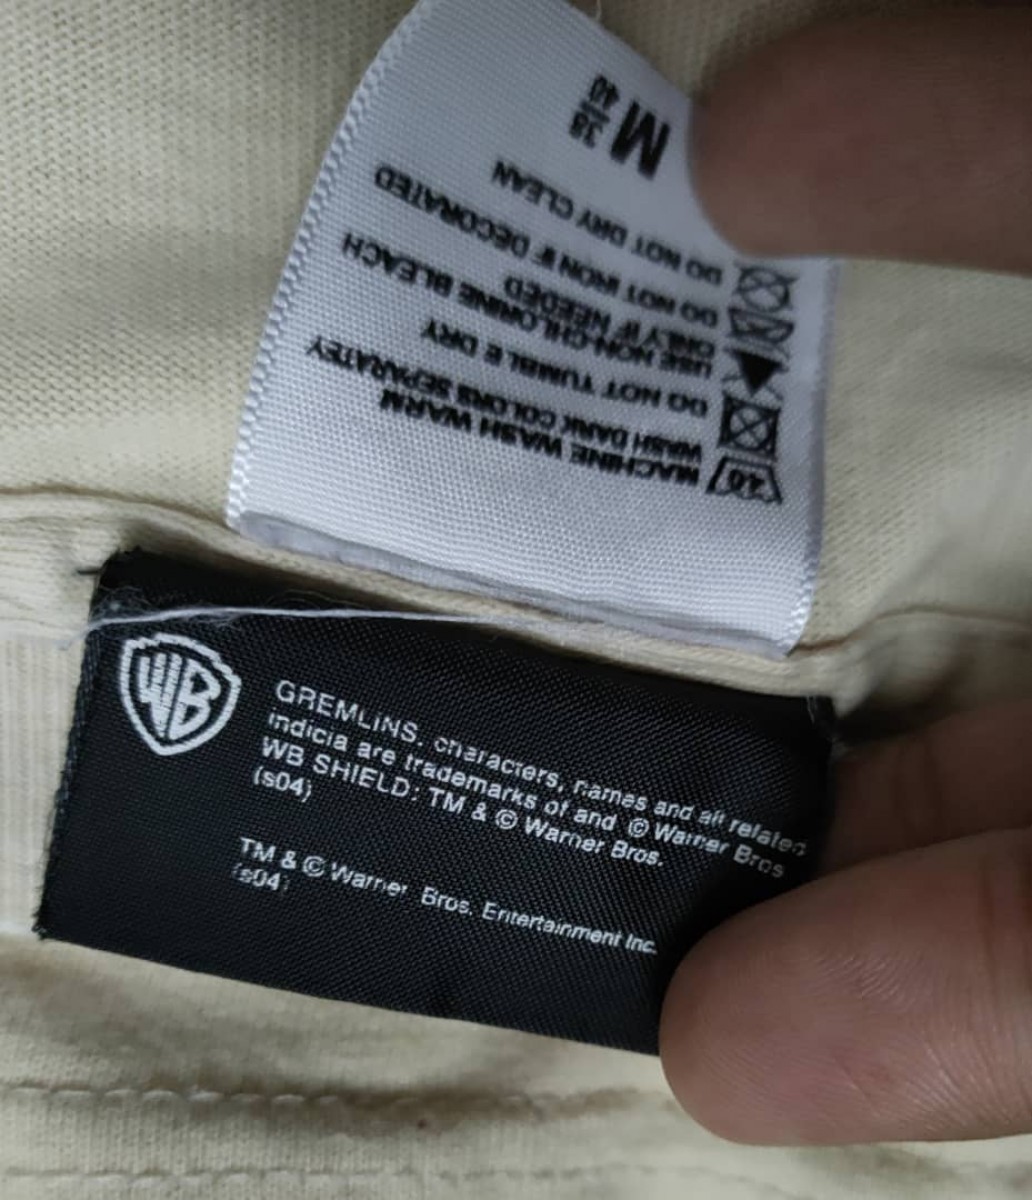 MACHINE WASH WARM
WASH DARK COLORS SEPARATEY
DO NOT TUMBLE DRY
USE NON-CHLORINE BLEACH
ONLY IF NEEDED
DO NOT IRON IF DECORATED
DO NOT DRY CLEAN
M 38
40
40
WB
GREMLINS, characters, names and all related
indicia are trademarks of and © Warner Bros
WB SHIELD: TM & © Warner Bros.
(s04)
TM & © Warner Bros. Entertainment Inc.
(s04)